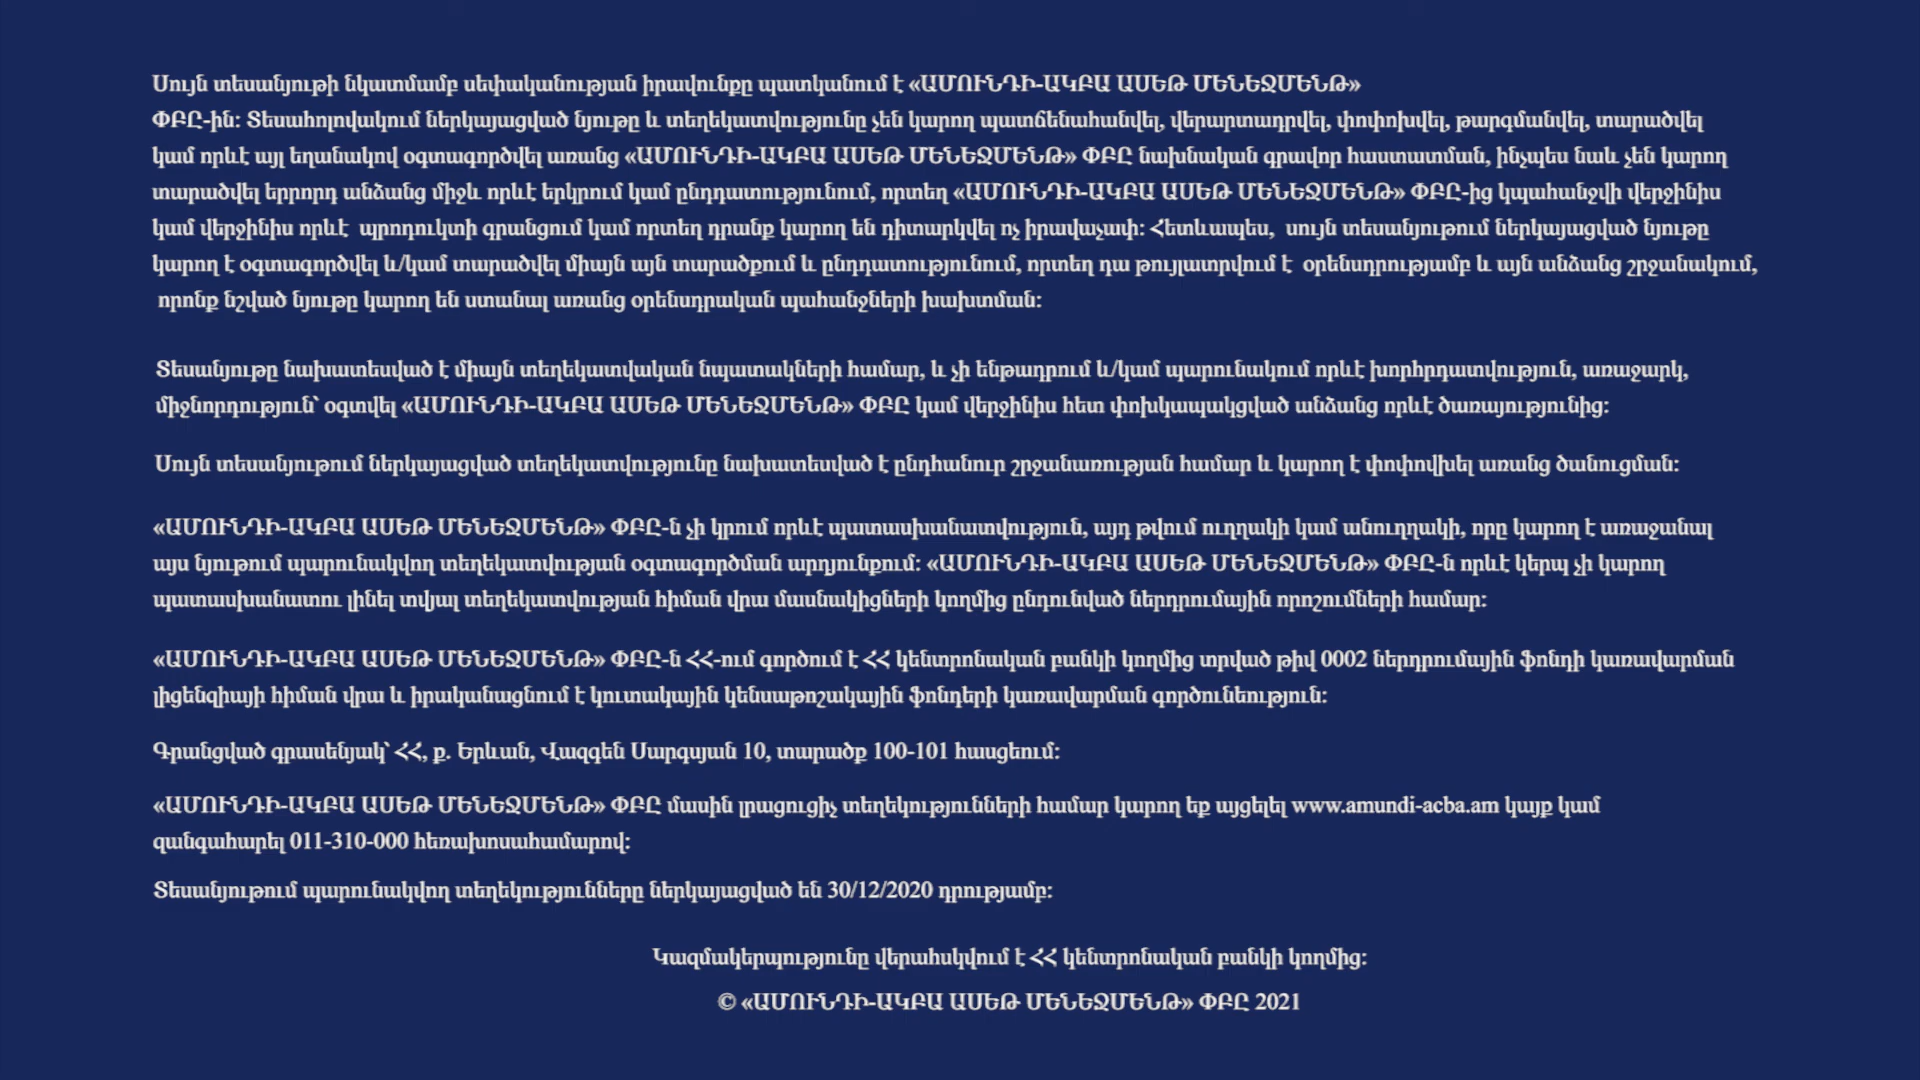 Սույն տեսանյութի նկատմամբ սեփականության իրավունքը պատկանում է «ԱՄՈՒՆԴԻ-ԱԿԲԱ ԱՍԵԹ ՄԵՆԵՋՄԵՆԹ»
ՓԲԸ-ին: Տեսահոլովակում ներկայացված նյութը և տեղեկատվությունը չեն կարող պատճենահանվել, վերարտադրվել, փոփոխվել, թարգմանվել, տարածվել
կամ որևէ այլ եղանակով օգտագործվել առանց «ԱՄՈՒՆԴԻ-ԱԿԲԱ ԱՍԵԹ ՄԵՆԵՋՄԵՆԹ» ՓԲԸ նախնական գրավոր հաստատման, ինչպես նաև չեն կարող
տարածվել երրորդ անձանց միջև որևէ երկրում կամ ընդդատությունում, որտեղ «ԱՄՈՒՆԴԻ-ԱԿԲԱ ԱՍԵԹ ՄԵՆԵՋՄԵՆԹ» ՓԲԸ-ից կպահանջվի վերջինիս
կամ վերջինիս որևէ պրոդուկտի գրանցում կամ որտեղ դրանք կարող են դիտարկվել ոչ իրավաչափ: Հետևապես, սույն տեսանյութում ներկայացված նյութը
կարող է օգտագործվել և/կամ տարածվել միայն այն տարածքում և ընդդատությունում, որտեղ դա թույլատրվում է օրենսդրությամբ և այն անձանց շրջանակում,
որոնք նշված նյութը կարող են ստանալ առանց օրենսդրական պահանջների խախտման:
Տեսանյութը նախատեսված է միայն տեղեկատվական նպատակների համար, և չի ենթադրում և/կամ պարունակում որևէ խորհրդատվություն, առաջարկ,
միջնորդություն՝ օգտվել «ԱՄՈՒՆԴԻ-ԱԿԲԱ ԱՍԵԹ ՄԵՆԵՋՄԵՆԹ» ՓԲԸ կամ վերջինիս հետ փոխկապակցված անձանց որևէ ծառայությունից:
Սույն տեսանյութում ներկայացված տեղեկատվությունը նախատեսված է ընդհանուր շրջանառության համար և կարող է փոփովխել առանց ծանուցման:
«ԱՄՈՒՆԴԻ-ԱԿԲԱ ԱՍԵԹ ՄԵՆԵՋՄԵՆԹ» ՓԲԸ-ն չի կրում որևէ պատասխանատվություն, այդ թվում ուղղակի կամ անուղղակի, որը կարող է առաջանալ
այս նյութում պարունակվող տեղեկատվության օգտագործման արդյունքում: «ԱՄՈՒՆԴԻ-ԱԿԲԱ ԱՍԵԹ ՄԵՆԵՋՄԵՆԹ» ՓԲԸ-ն որևէ կերպ չի կարող
պատասխանատու լինել տվյալ տեղեկատվության հիման վրա մասնակիցների կողմից ընդունված ներդրումային որոշումների համար:
«ԱՄՈՒՆԴԻ-ԱԿԲԱ ԱՍԵԹ ՄԵՆԵՋՄԵՆԹ» ՓԲԸ-ն ՀՀ-ում գործում է ՀՀ կենտրոնական բանկի կողմից տրված թիվ 0002 ներդրումային ֆոնդի կառավարման
լիցենզիայի հիման վրա և իրականացնում է կուտակային կենսաթոշակային ֆոնդերի կառավարման գործունեություն:
Գրանցված գրասենյակ՝ ՀՀ, ք. Երևան, Վազգեն Սարգսյան 10, տարածք 100-101 հասցեում:
«ԱՄՈՒՆԴԻ-ԱԿԲԱ ԱՍԵԹ ՄԵՆԵՋՄԵՆԹ» ՓԲԸ մասին լրացուցիչ տեղեկությունների համար կարող եք այցելել www.amundi-acba.am կայք կամ
զանգահարել 011-310-000 հեռախոսահամարով:
Տեսանյութում պարունակվող տեղեկությունները ներկայացված են 30/12/2020 դրությամբ:
Կազմակերպությունը վերահսկվում է ՀՀ կենտրոնական բանկի կողմից:
© «ԱՄՈՒՆԴԻ-ԱԿԲԱ ԱՍԵԹ ՄԵՆԵՋՄԵՆԹ» ՓԲԸ 2021